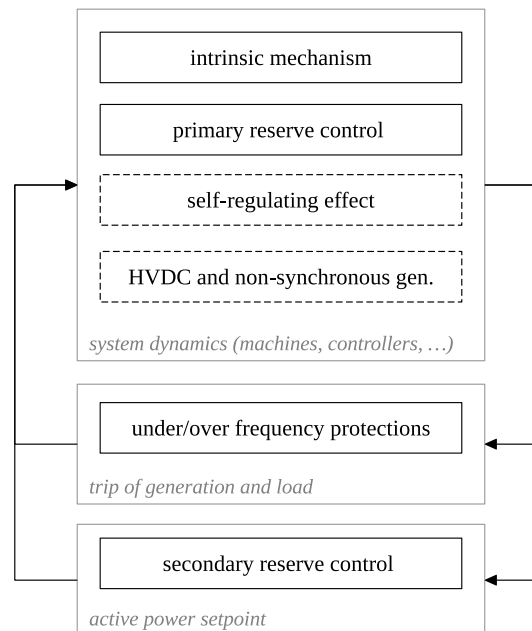 intrinsic mechanism
primary reserve control
self-regulating effect
HVDC and non-synchronous gen.
system dynamics (machines, controllers, …)
under/over frequency protections
trip of generation and load
secondary reserve control
active power setpoint